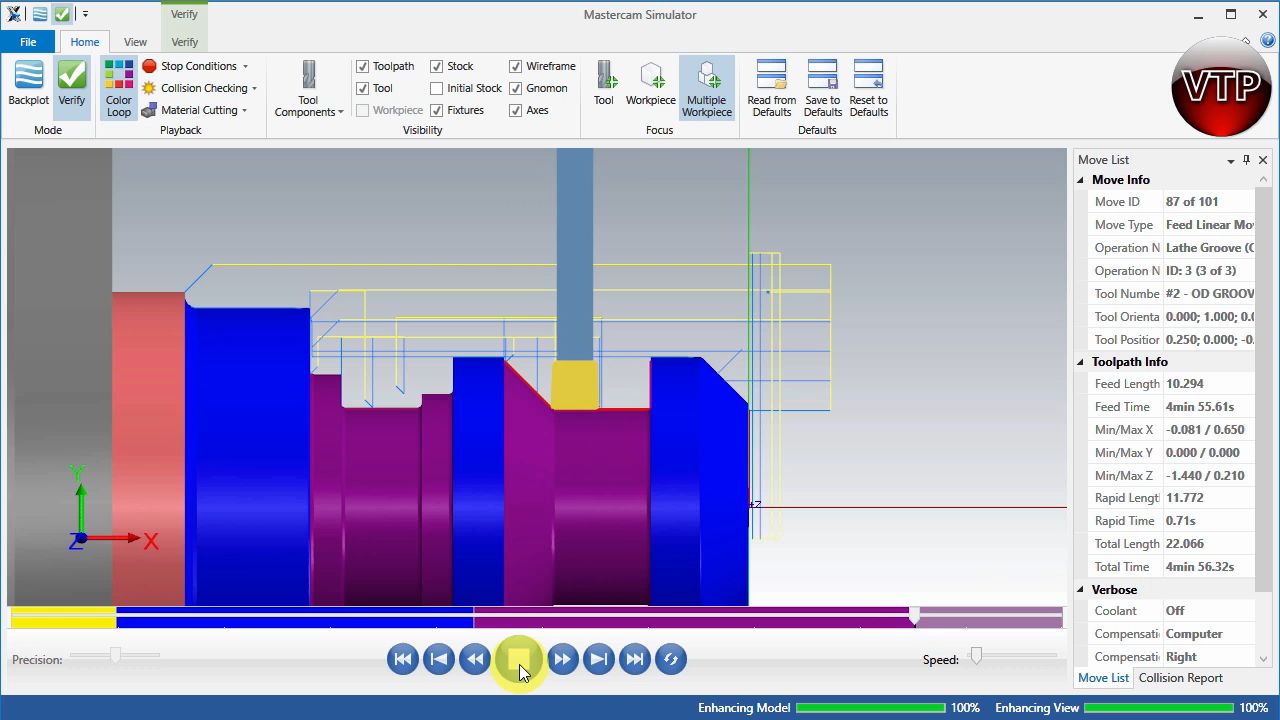 Verify
Mastercam Simulator
File Home View Verify
Backplot
Verify
Mode
Color Loop
Stop Conditions
Collision Checking
Material Cutting
Playback
Tool Components
Toolpath Stock Wireframe
Tool Initial Stock Gnomon
Workpiece Fixtures Axes
Visibility
Tool
Workpiece
Multiple Workpiece
Focus
Read from Defaults
Save to Defaults
Reset to Defaults
Defaults
VTP
Move List
Move Info
Move ID 87 of 101
Move Type Feed Linear Mo
Operation N Lathe Groove (C
Operation N ID: 3 (3 of 3)
Tool Numbe #2 - OD GROOV
Tool Orienta 0.000; 1.000; 0.0
Tool Position 0.250; 0.000; -0.
Toolpath Info
Feed Length 10.294
Feed Time 4min 55.61s
Min/Max X -0.081 / 0.650
Min/Max Y 0.000 / 0.000
Min/Max Z -1.440 / 0.210
Rapid Lengt 11.772
Rapid Time 0.71s
Total Length 22.066
Total Time 4min 56.32s
Verbose
Coolant Off
Compensati Computer
Compensati Right
Move List Collision Report
Y
Z X
+Z
Precision:
Speed:
Enhancing Model 100% Enhancing View 100%